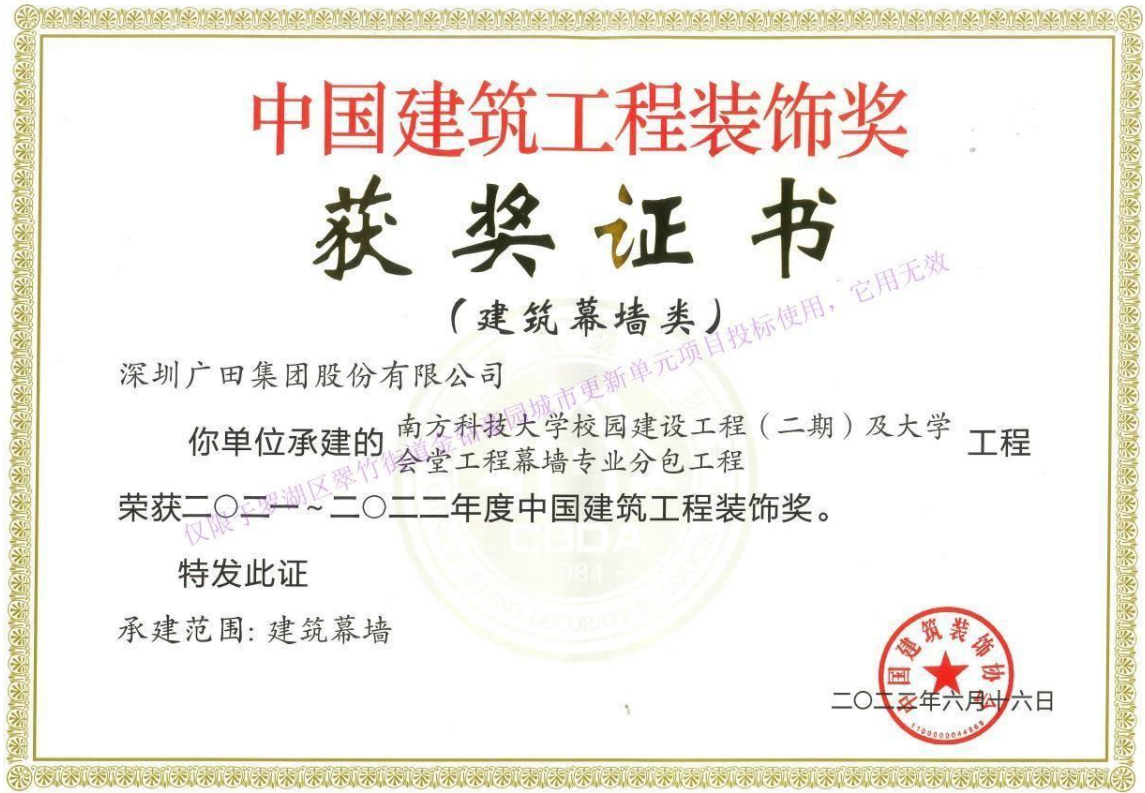 中国建筑工程装饰奖
获奖证书
（建筑幕墙类）
深圳广田集团股份有限公司
你单位承建的 南方科技大学校园建设工程（二期）及大学 工程
会堂工程幕墙专业分包工程
荣获二〇二一～二〇二二年度中国建筑工程装饰奖。
特发此证
承建范围: 建筑幕墙
二〇二三年六月十六日
中国建筑装饰协会
1100000044869
CBDA
1984
仅限于罗湖区翠竹街道金钻豪园城市更新单元项目投标使用，它用无效